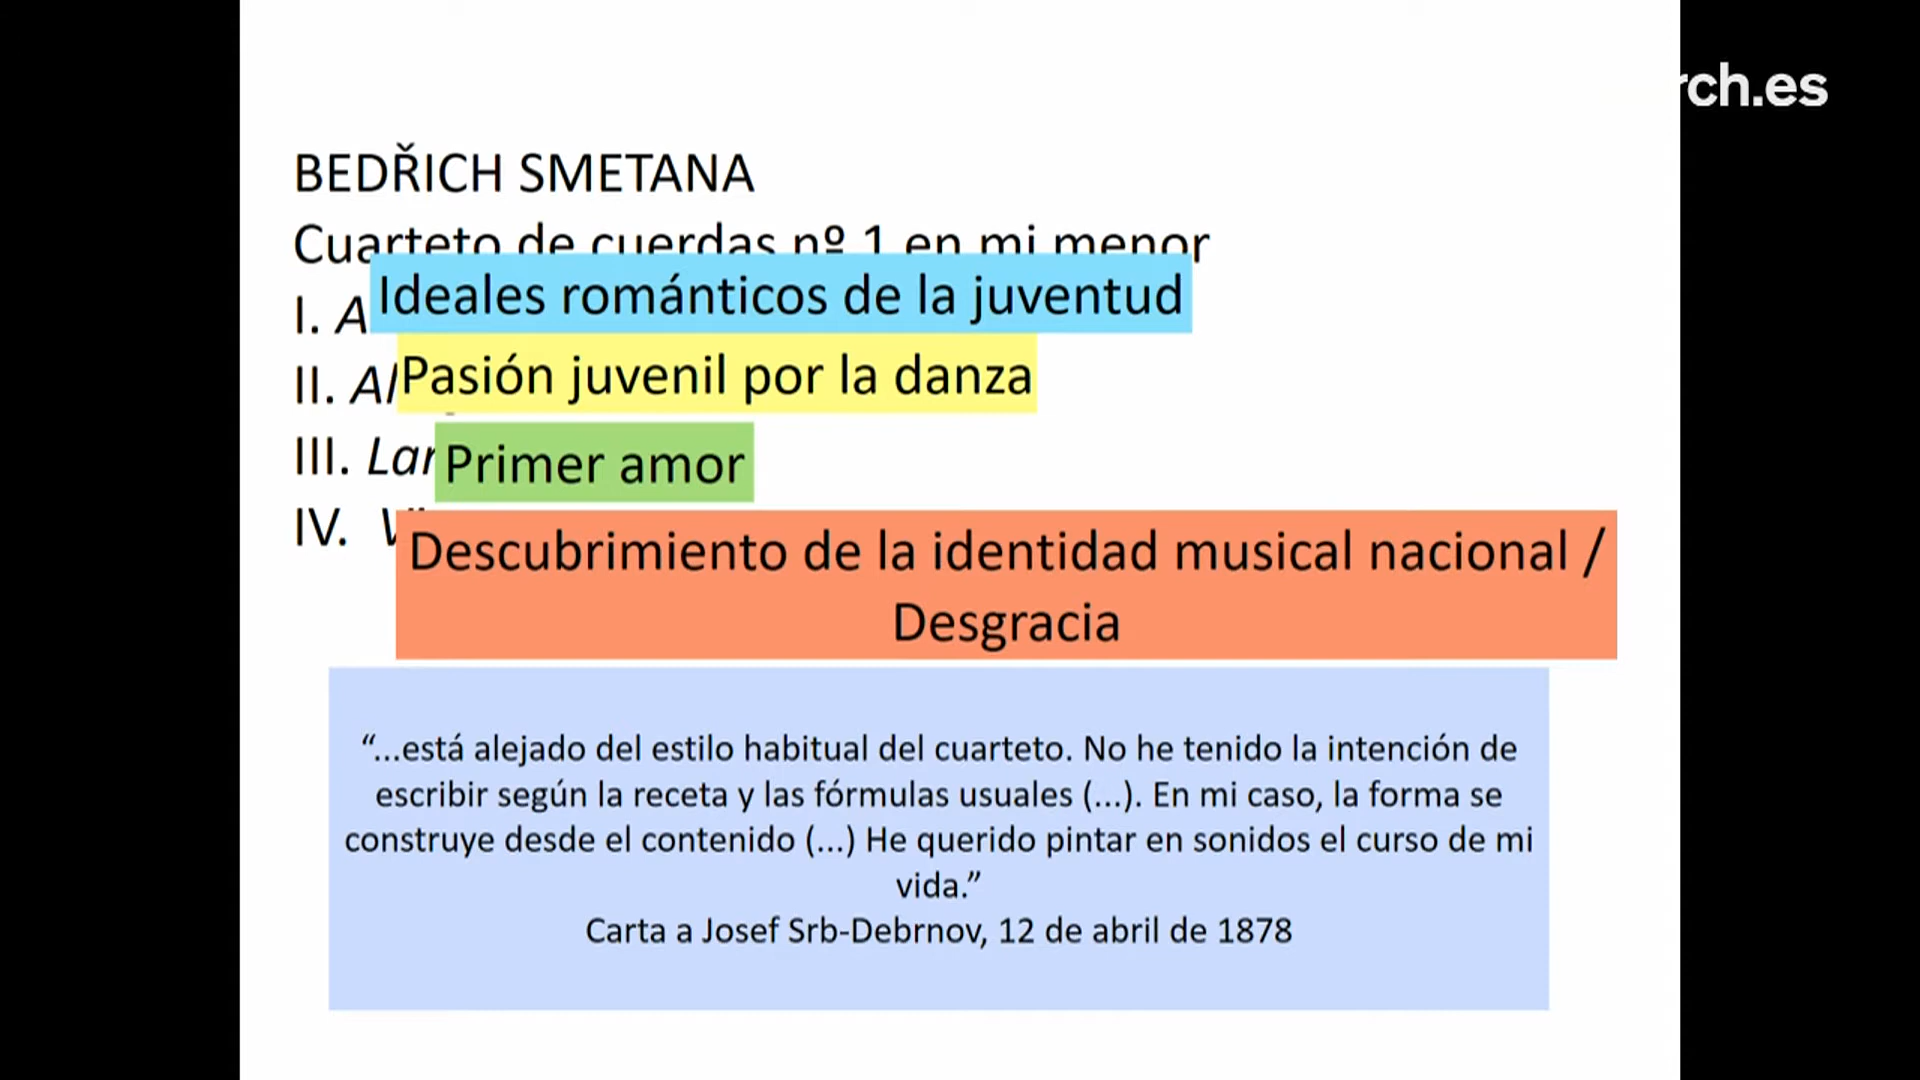 rch.es
BEDŘICH SMETANA
Cuarteto de cuerdas nº 1 en mi menor
I. A
Ideales románticos de la juventud
II. Al
Pasión juvenil por la danza
III. Lar
Primer amor
IV.
Descubrimiento de la identidad musical nacional /
Desgracia
“...está alejado del estilo habitual del cuarteto. No he tenido la intención de
escribir según la receta y las fórmulas usuales (...). En mi caso, la forma se
construye desde el contenido (...) He querido pintar en sonidos el curso de mi
vida.”
Carta a Josef Srb-Debrnov, 12 de abril de 1878